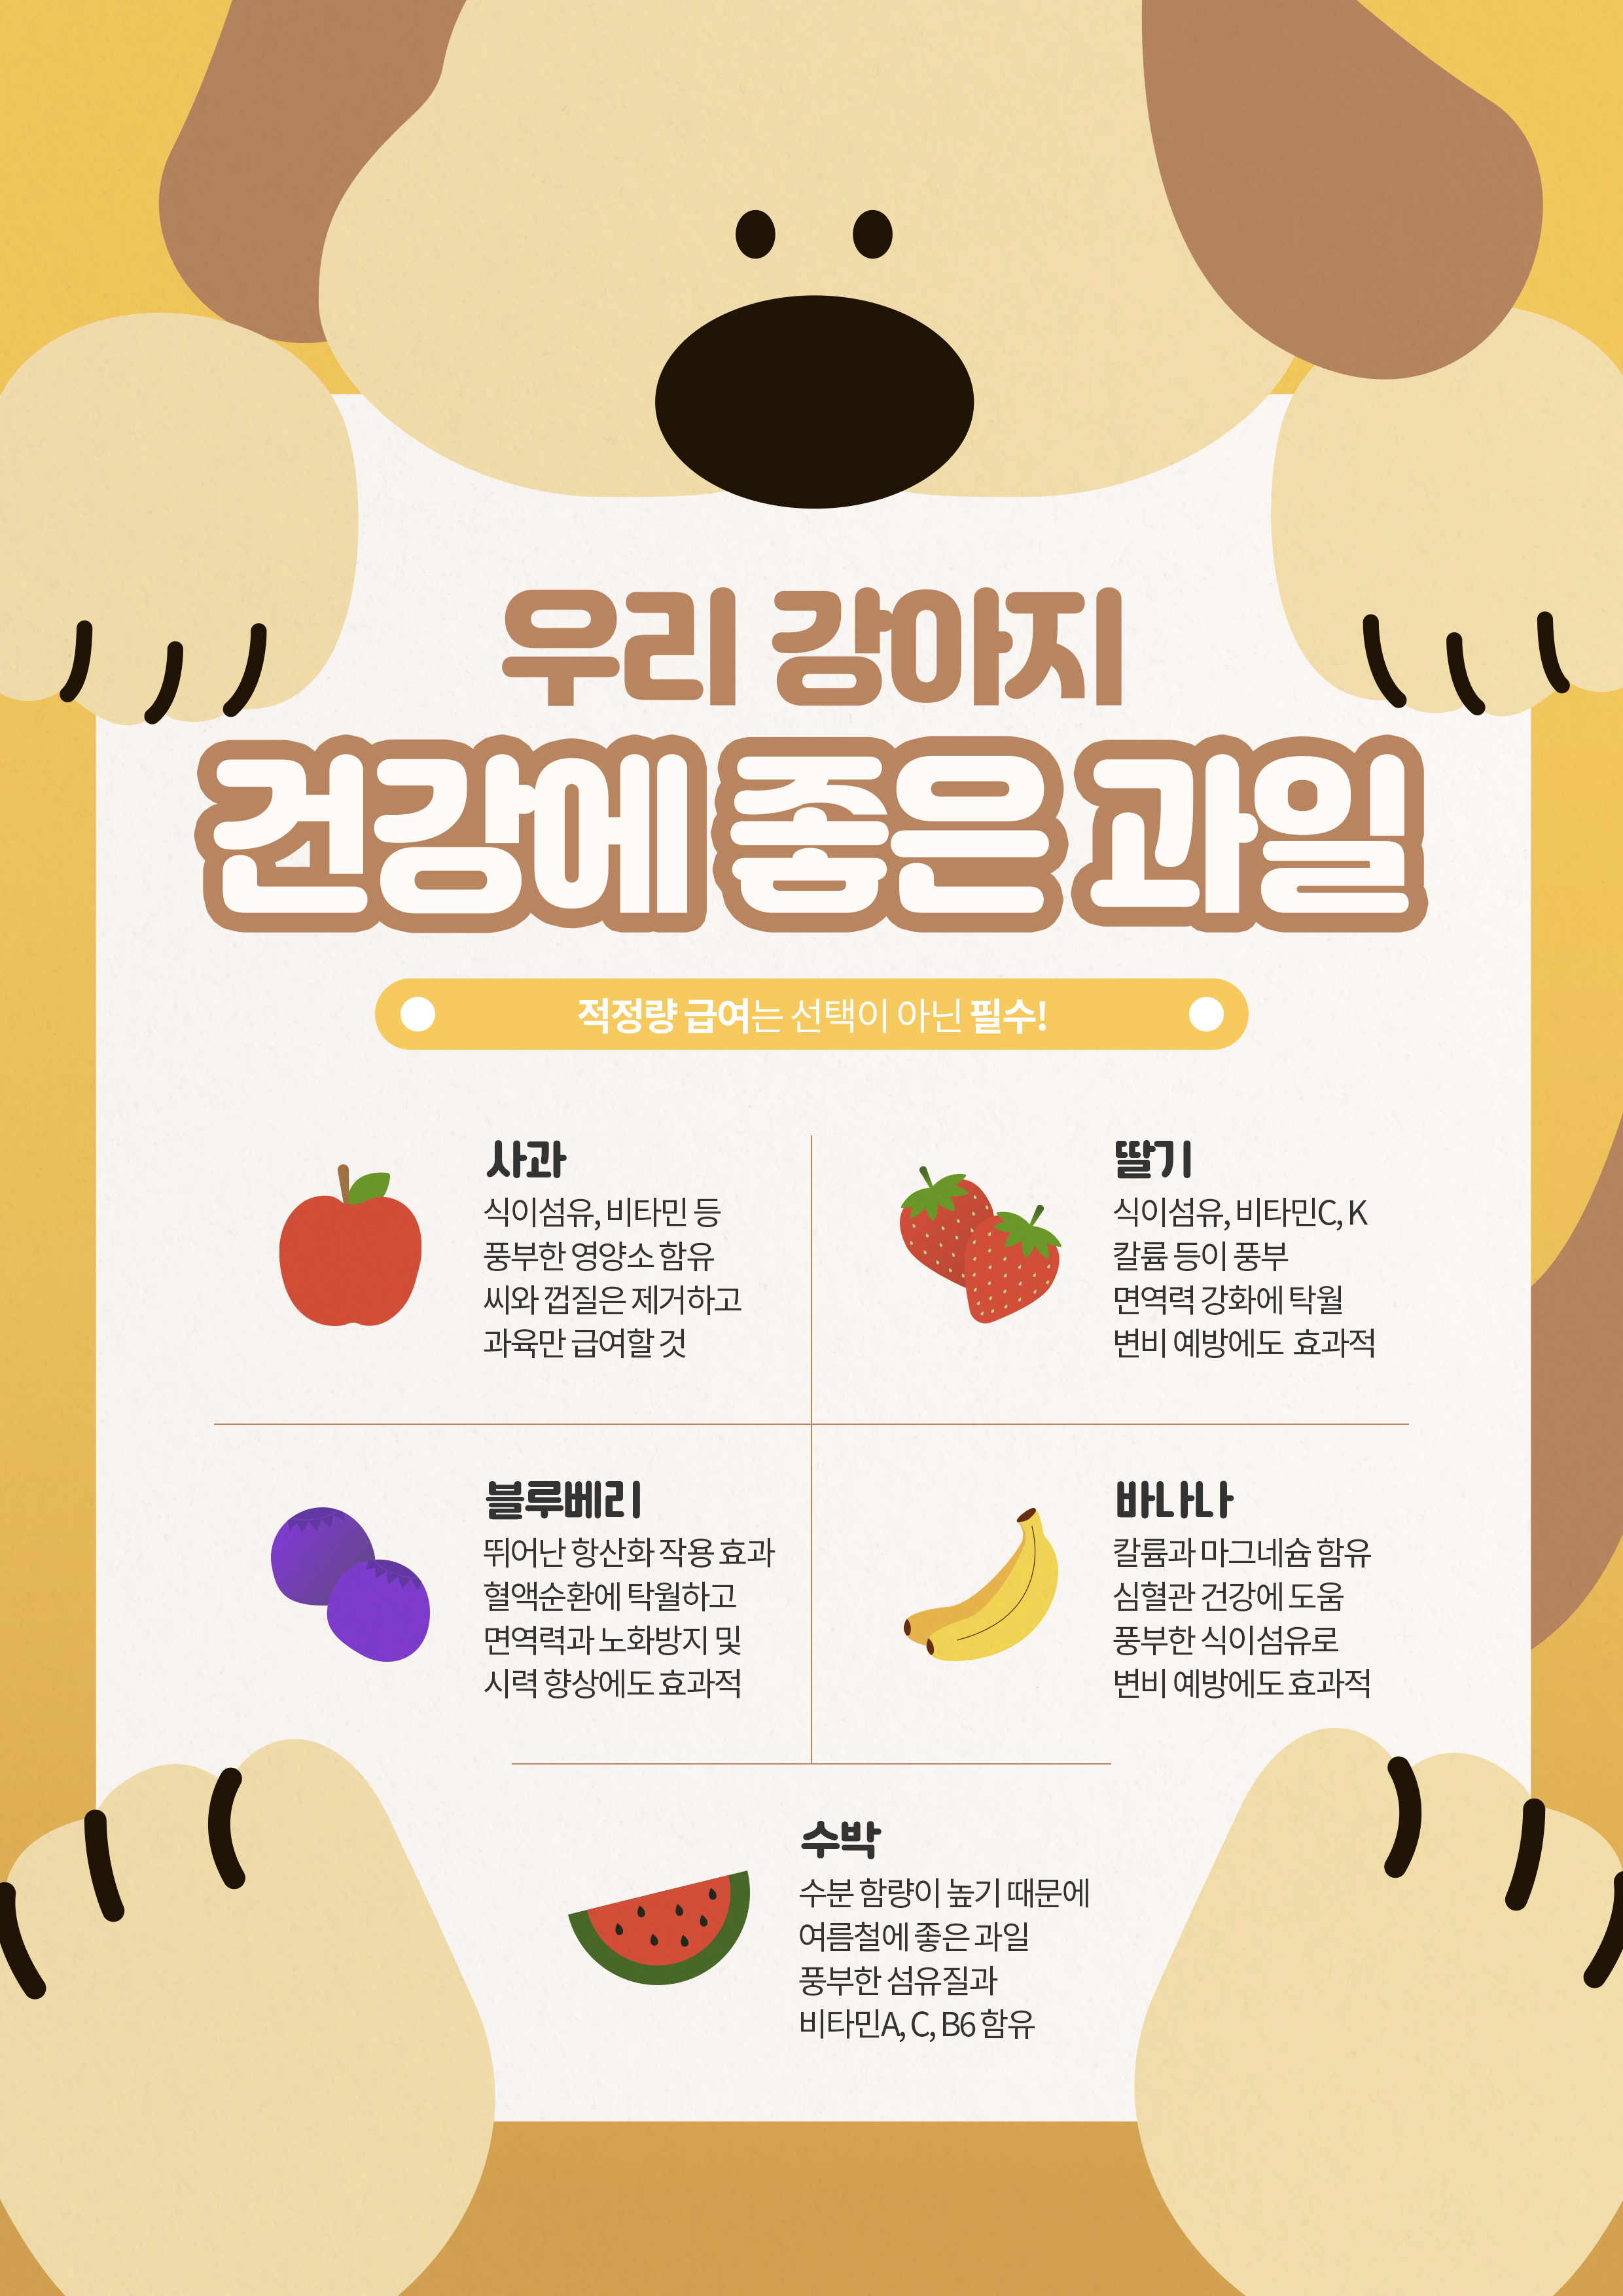 우리 강아지
건강에 좋은 과일
적정량 급여는 선택이 아닌 필수!
사과
식이섬유, 비타민 등
풍부한 영양소 함유
씨와 껍질은 제거하고
과육만 급여할 것
딸기
식이섬유, 비타민C, K
칼륨 등이 풍부
면역력 강화에 탁월
변비 예방에도 효과적
블루베리
뛰어난 항산화 작용 효과
혈액순환에 탁월하고
면역력과 노화방지 및
시력 향상에도 효과적
바나나
칼륨과 마그네슘 함유
심혈관 건강에 도움
풍부한 식이섬유로
변비 예방에도 효과적
수박
수분 함량이 높기 때문에
여름철에 좋은 과일
풍부한 섬유질과
비타민A, C, B6 함유